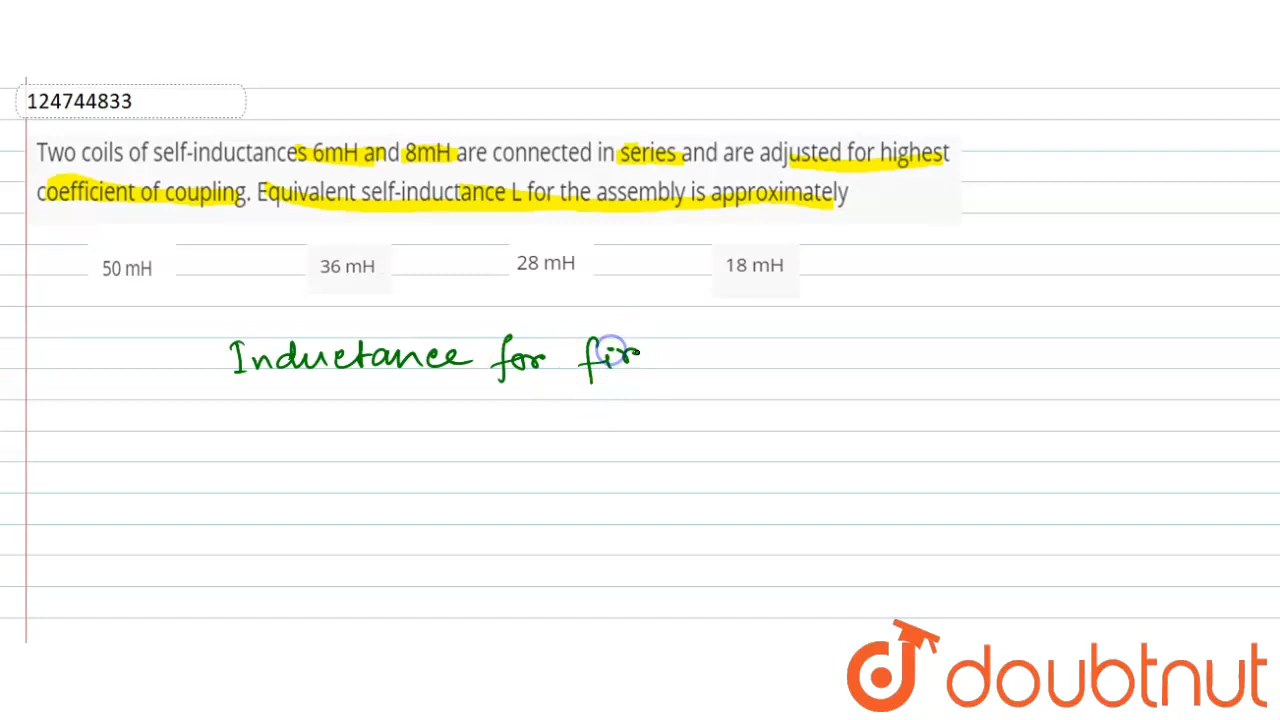 124744833
Two coils of self-inductances 6mH and 8mH are connected in series and are adjusted for highest
coefficient of coupling. Equivalent self-inductance L for the assembly is approximately
50 mH 36 mH 28 mH 18 mH
Inductance for fir
doubtnut